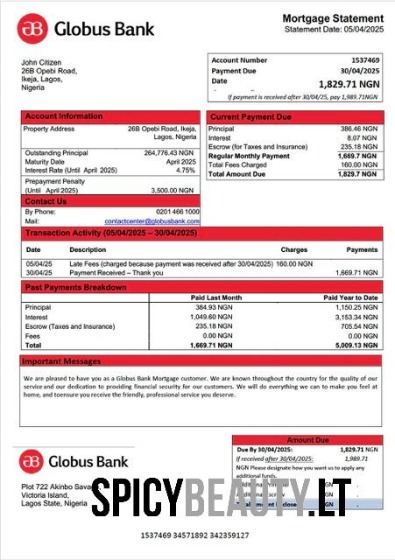 Globus Bank
Mortgage Statement
Statement Date: 05/04/2025
John Citizen
26B Opebi Road,
Ikeja, Lagos,
Nigeria
Account Number 1537469
Payment Due 30/04/2025
Date
1,829.71 NGN
If payment is received after 30/04/25, pay 1,989.71NGN
Account Information
Property Address 26B Opebi Road, Ikeja,
Lagos, Nigeria
Outstanding Principal 264,776.43 NGN
Maturity Date April 2025
Interest Rate (Until April 2025) 4.75%
Prepayment Penalty
(Until April 2025) 3,500.00 NGN
Contact Us
By Phone: 0201 466 1000
Mail: contactcenter@globusbank.com
Current Payment Due
Principal 386.46 NGN
Interest 8.07 NGN
Escrow (for Taxes and Insurance) 235.18 NGN
Regular Monthly Payment 1,669.7 NGN
Total Fees Charged 160.00 NGN
Total Amount Due 1,829.7 NGN
Transaction Activity (05/04/2025 – 30/04/2025)
Date Description Charges Payments
05/04/25 Late Fees (charged because payment was received after 30/04/2025) 160.00 NGN
30/04/25 Payment Received – Thank you 1,669.71 NGN
Past Payments Breakdown
Paid Last Month Paid Year to Date
Principal 384.93 NGN 1,150.25 NGN
Interest 1,049.60 NGN 3,153.34 NGN
Escrow (Taxes and Insurance) 235.18 NGN 705.54 NGN
Fees 0.00 NGN 0.00 NGN
Total 1,669.71 NGN 5,009.13 NGN
Important Messages
We are pleased to have you as a Globus Bank Mortgage customer. We are known throughout the country for the quality of our
service and our dedication to providing financial security for our customers. We will do everything we can to make you feel at
home, and toensure you receive the friendly, professional service you deserve.
Globus Bank
Plot 722 Akinbo
Victoria Island,
Lagos State, Nigeria
Amount Due
Due By 30/04/2025: 1,829.71 NGN
If received after 30/04/2025: 1,989.71
NGN Please designate how you want us to apply any
additional funds.
SPICYBEAUTY.LT
1537469 34571892 342359127